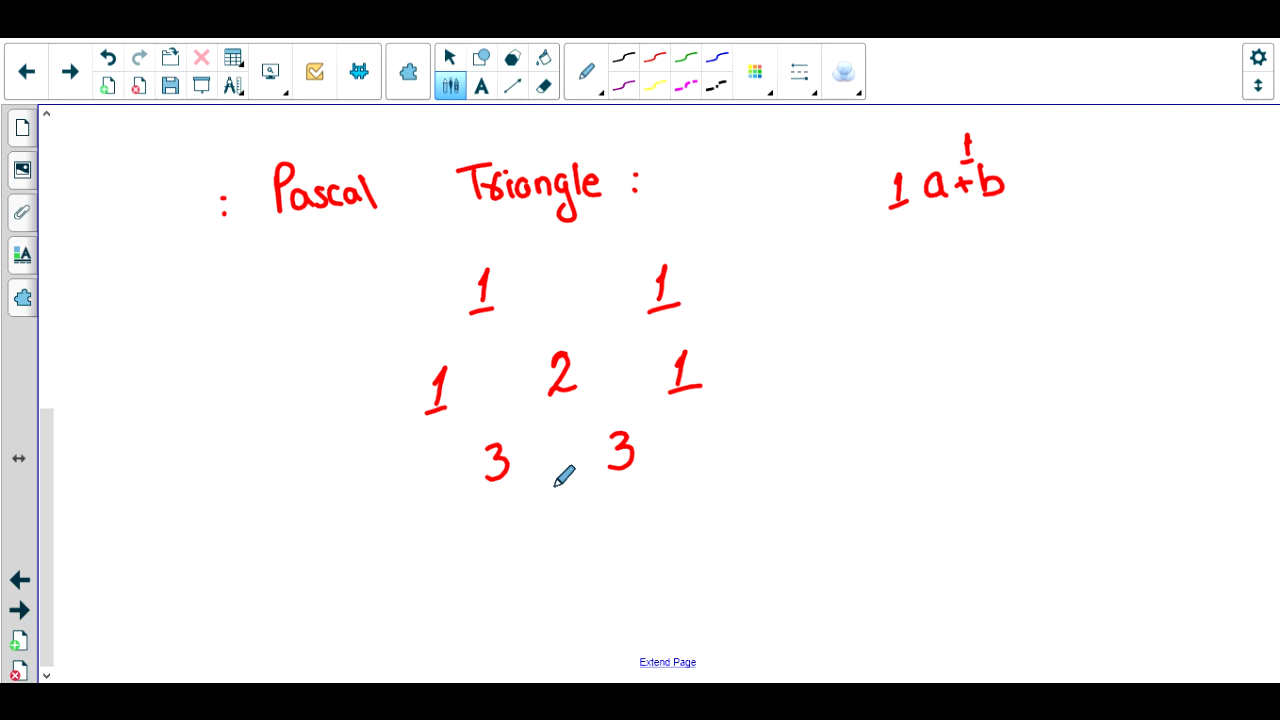 : Pascal Triangle :
1 a + b
1
1 1
1 2 1
3 3
Extend Page